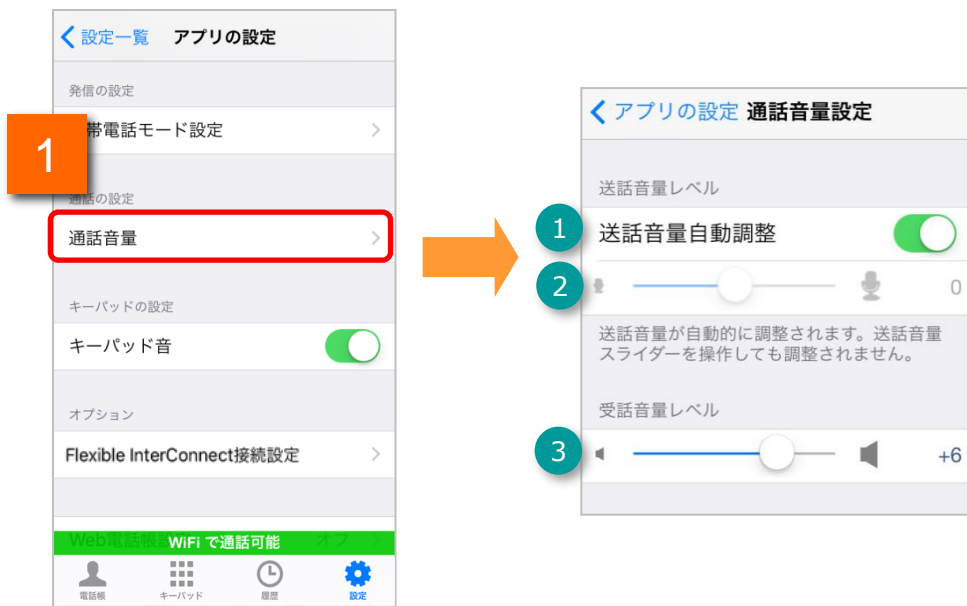 設定一覧 アプリの設定
発信の設定
帯電話モード設定
1
通話の設定
通話音量
キーパッドの設定
キーパッド音
オプション
Flexible InterConnect接続設定
Web電話帳設 オフ
WiFi で通話可能
電話帳 キーパッド 履歴 設定
アプリの設定 通話音量設定
送話音量レベル
1 送話音量自動調整
2 0
送話音量が自動的に調整されます。送話音量
スライダーを操作しても調整されません。
受話音量レベル
3 +6